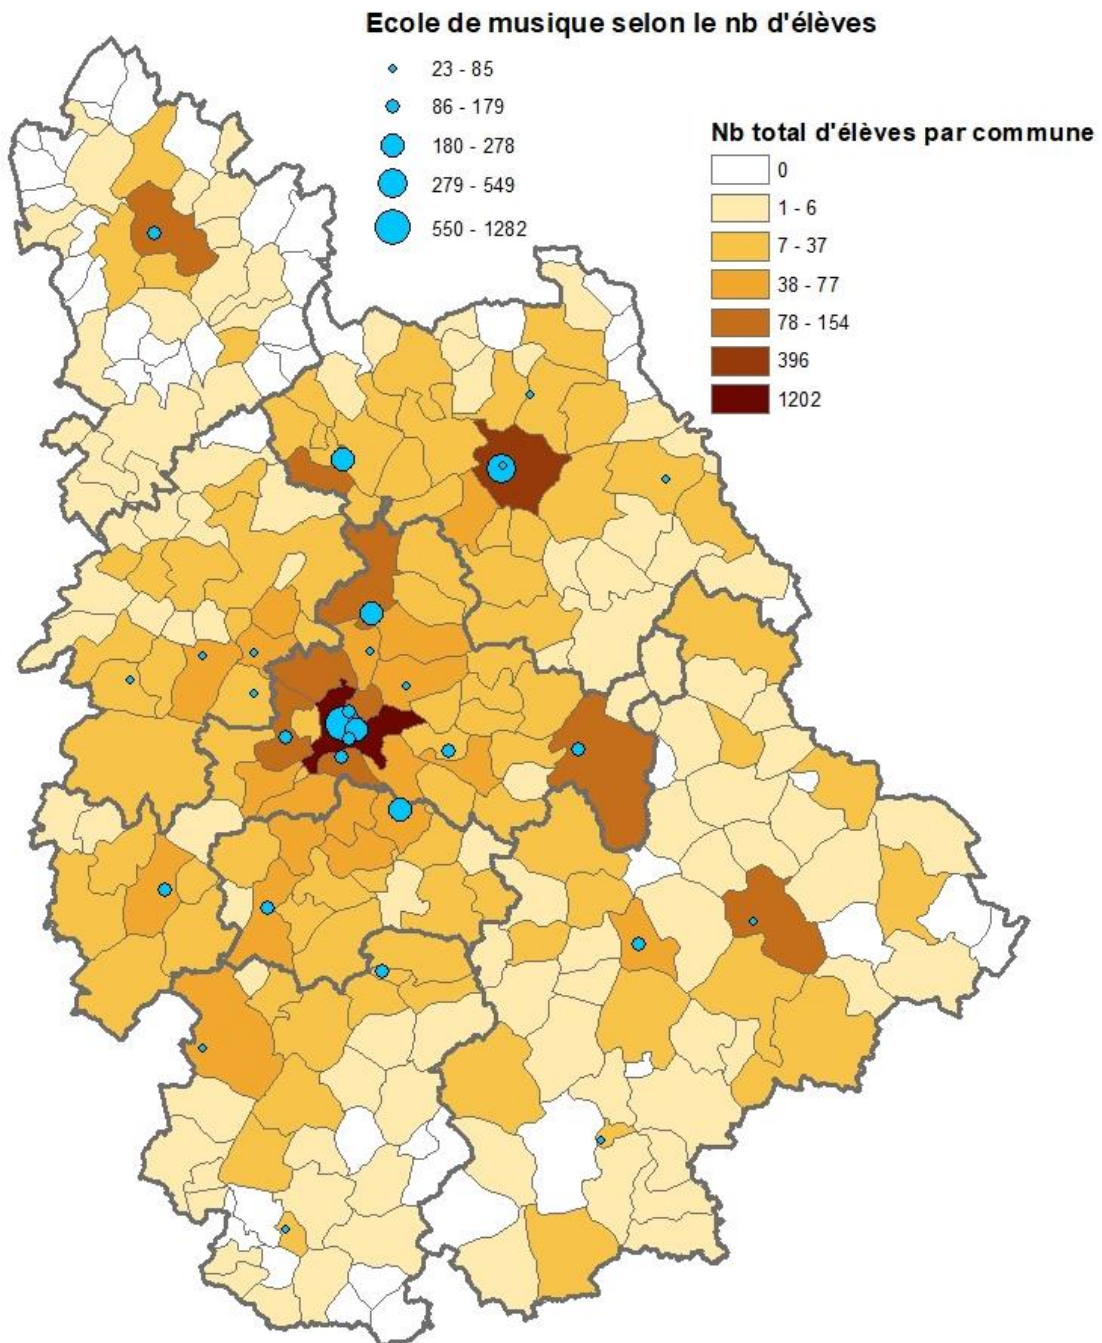 Ecole de musique selon le nb d'élèves
23 - 85
86 - 179
180 - 278
279 - 549
550 - 1282
Nb total d'élèves par commune
0
1 - 6
7 - 37
38 - 77
78 - 154
396
1202